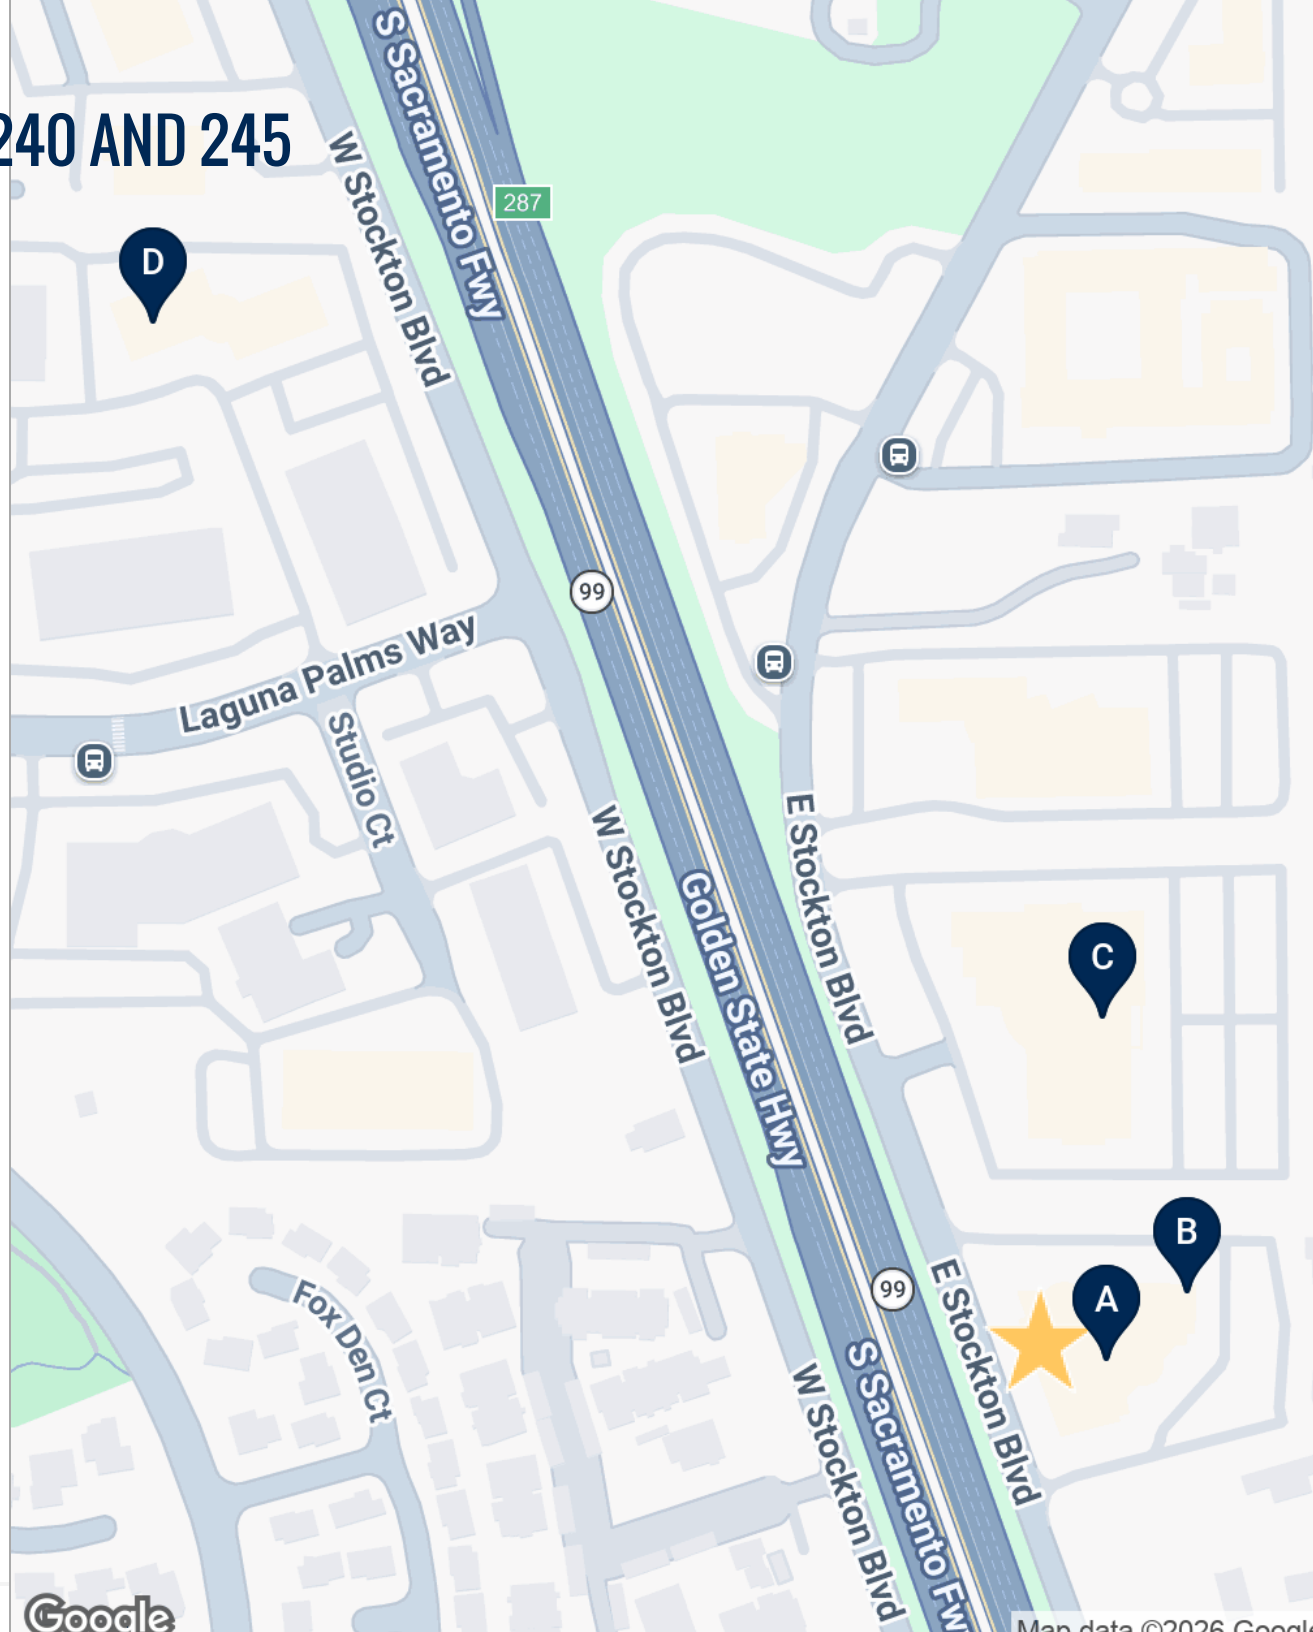 S Sacramento Fwy
240 AND 245
W Stockton Blvd
287
D
99
Laguna Palms Way
Studio Ct
E Stockton Blvd
W Stockton Blvd
Golden State Hwy
C
B
99
A
E Stockton Blvd
Fox Den Ct
S Sacramento Fw
W Stockton Blvd
Google
Map data ©2026 Google